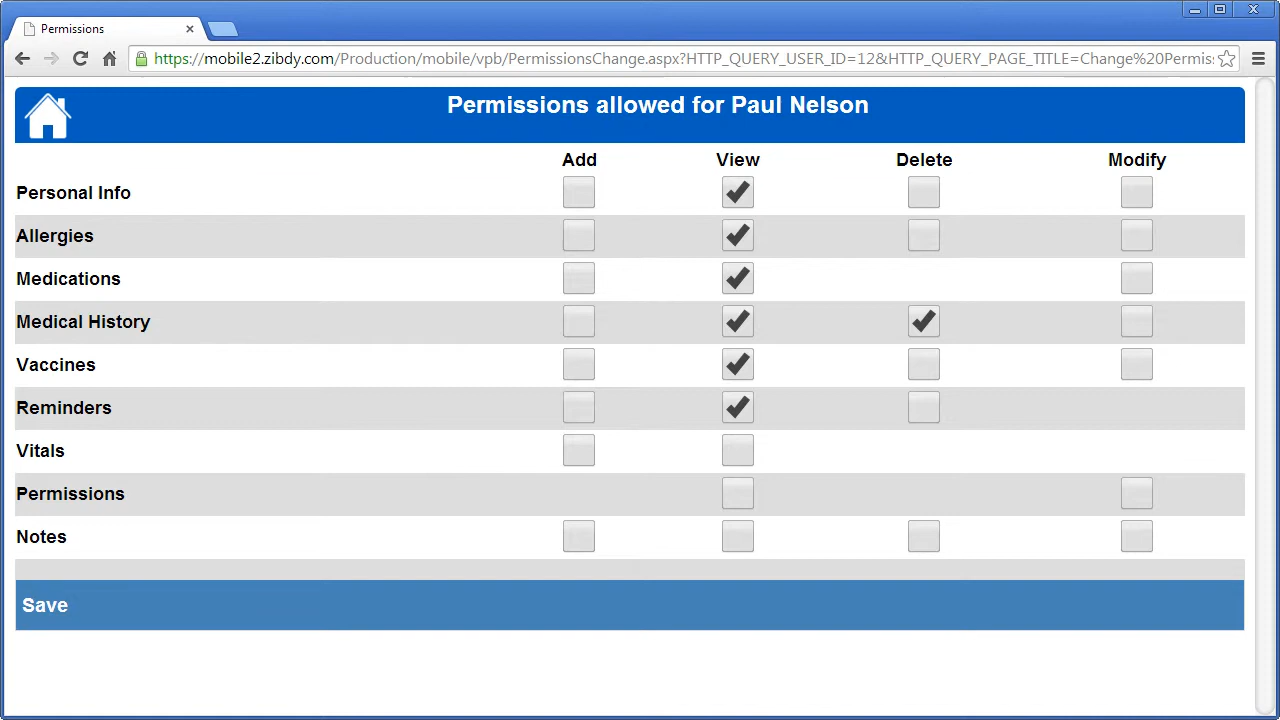 Permissions
https://mobile2.zibdy.com/Production/mobile/vpb/PermissionsChange.aspx?HTTP_QUERY_USER_ID=12&HTTP_QUERY_PAGE_TITLE=Change%20Permis
Permissions allowed for Paul Nelson
Add View Delete Modify
Personal Info
Allergies
Medications
Medical History
Vaccines
Reminders
Vitals
Permissions
Notes
Save